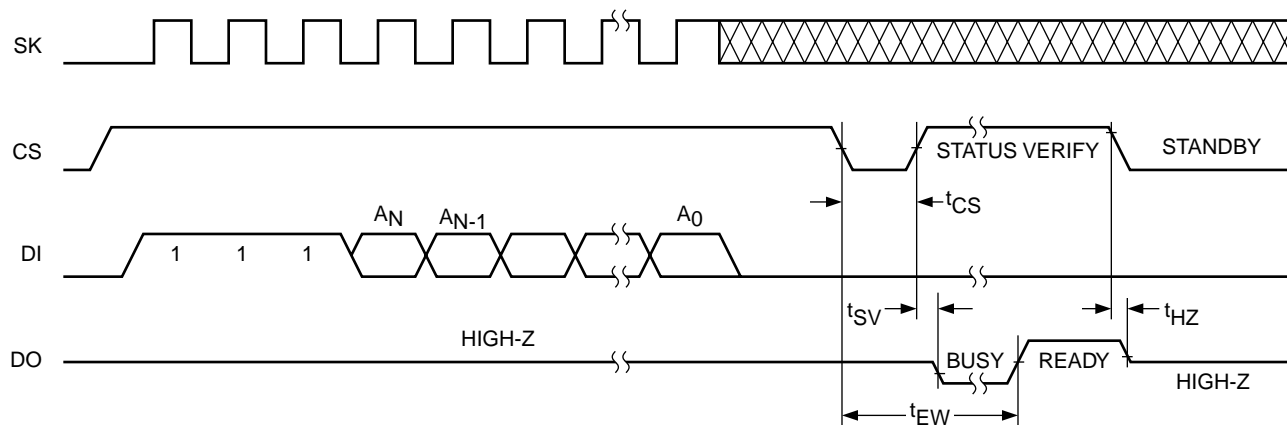 SK
CS
STATUS VERIFY
STANDBY
tCS
AN
AN-1
A0
DI
1 1 1
tSV
tHZ
HIGH-Z
DO
BUSY
READY
HIGH-Z
tEW